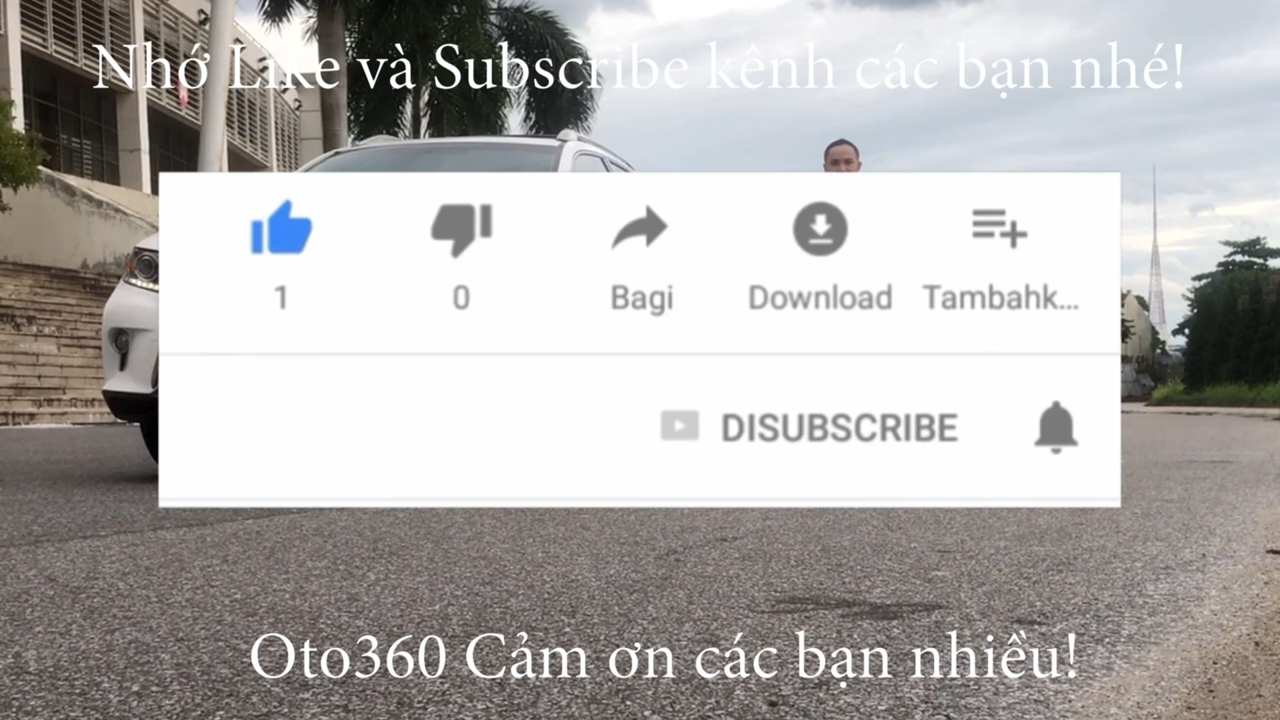 Nhớ Like và Subscribe kênh các bạn nhé!
1 0 Bagi Download Tambahk...
DISUBSCRIBE
Oto360 Cảm ơn các bạn nhiều!